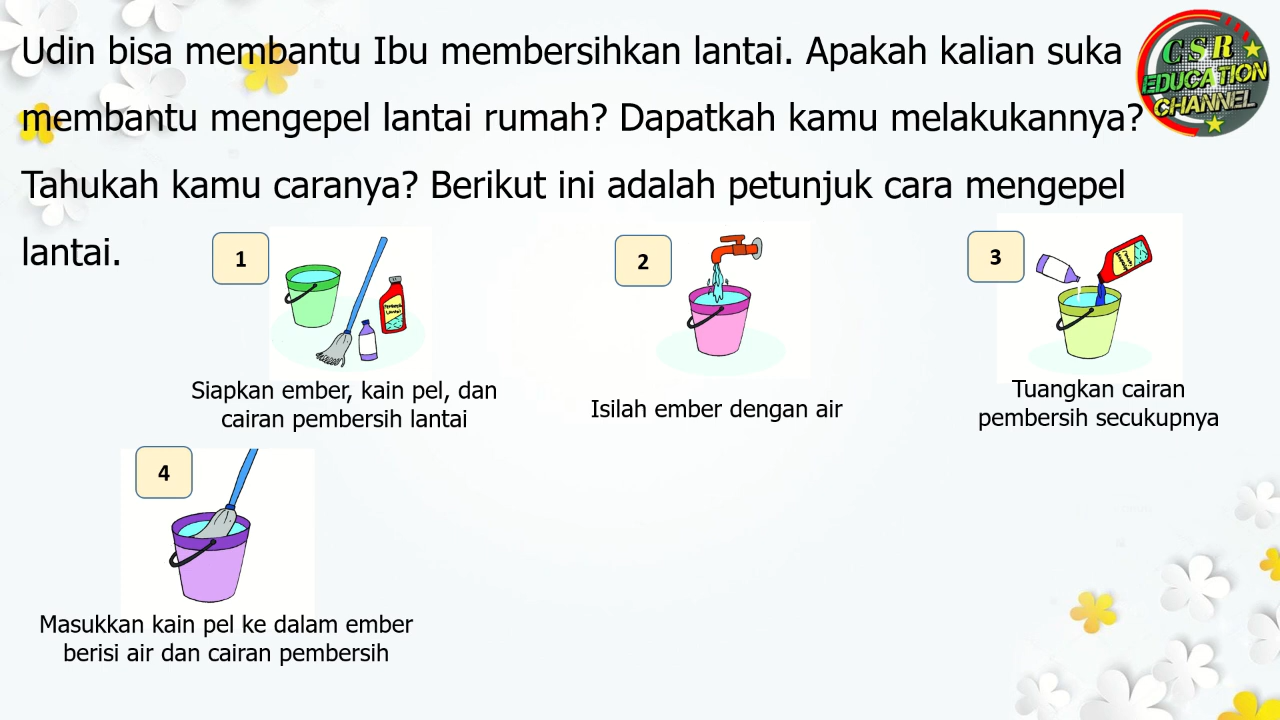 Udin bisa membantu Ibu membersihkan lantai. Apakah kalian suka
membantu mengepel lantai rumah? Dapatkah kamu melakukannya?
Tahukah kamu caranya? Berikut ini adalah petunjuk cara mengepel
lantai.
CSR
EDUCATION
CHANNEL
1
Siapkan ember, kain pel, dan
cairan pembersih lantai
2
Isilah ember dengan air
3
Tuangkan cairan
pembersih secukupnya
4
Masukkan kain pel ke dalam ember
berisi air dan cairan pembersih